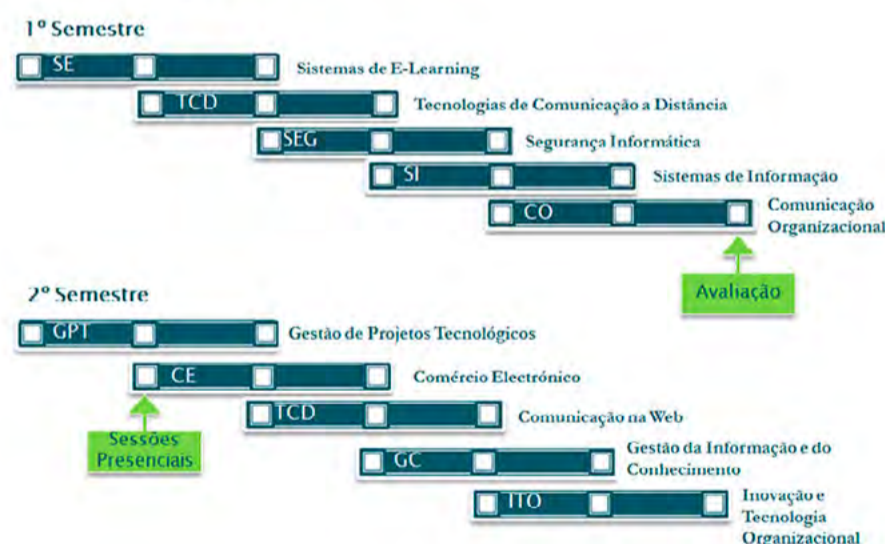 1º Semestre
SE
Sistemas de E-Learning
TCD
Tecnologias de Comunicação a Distância
SEG
Segurança Informática
SI
Sistemas de Informação
CO
Comunicação
Organizacional
Avaliação
2º Semestre
GPT
Gestão de Projetos Tecnológicos
CE
Comércio Electrónico
TCD
Comunicação na Web
Sessões
Presenciais
GC
Gestão da Informação e do
Conhecimento
ITO
Inovação e
Tecnologia
Organizacional